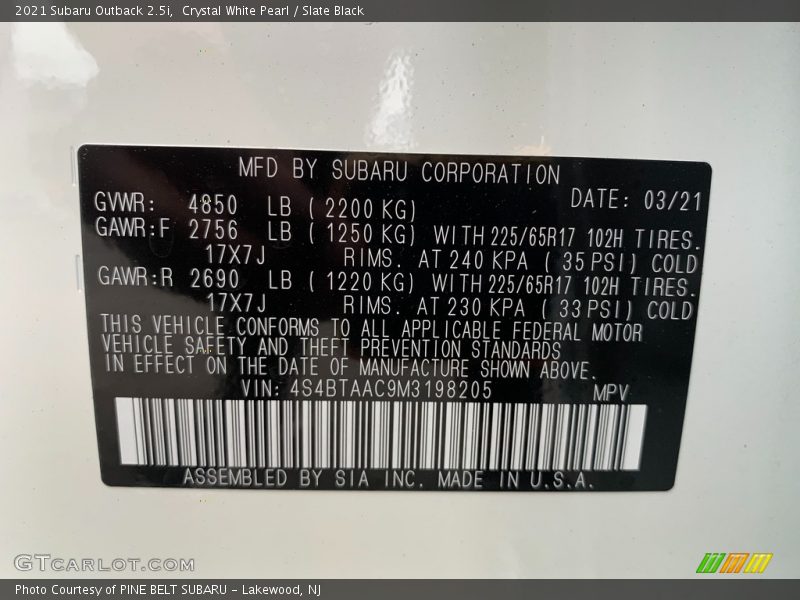 2021 Subaru Outback 2.5i, Crystal White Pearl / Slate Black
MFD BY SUBARU CORPORATION
GVWR: 4850 LB ( 2200 KG) DATE: 03/21
GAWR:F 2756 LB ( 1250 KG) WITH 225/65R17 102H TIRES.
17X7J RIMS. AT 240 KPA ( 35 PSI) COLD
GAWR:R 2690 LB ( 1220 KG) WITH 225/65R17 102H TIRES.
17X7J RIMS. AT 230 KPA ( 33 PSI) COLD
THIS VEHICLE CONFORMS TO ALL APPLICABLE FEDERAL MOTOR
VEHICLE SAFETY AND THEFT PREVENTION STANDARDS
IN EFFECT ON THE DATE OF MANUFACTURE SHOWN ABOVE.
VIN: 4S4BTAAC9M3198205 MPV
ASSEMBLED BY SIA INC. MADE IN U.S.A.
GTCARLOT.COM
Photo Courtesy of PINE BELT SUBARU - Lakewood, NJ